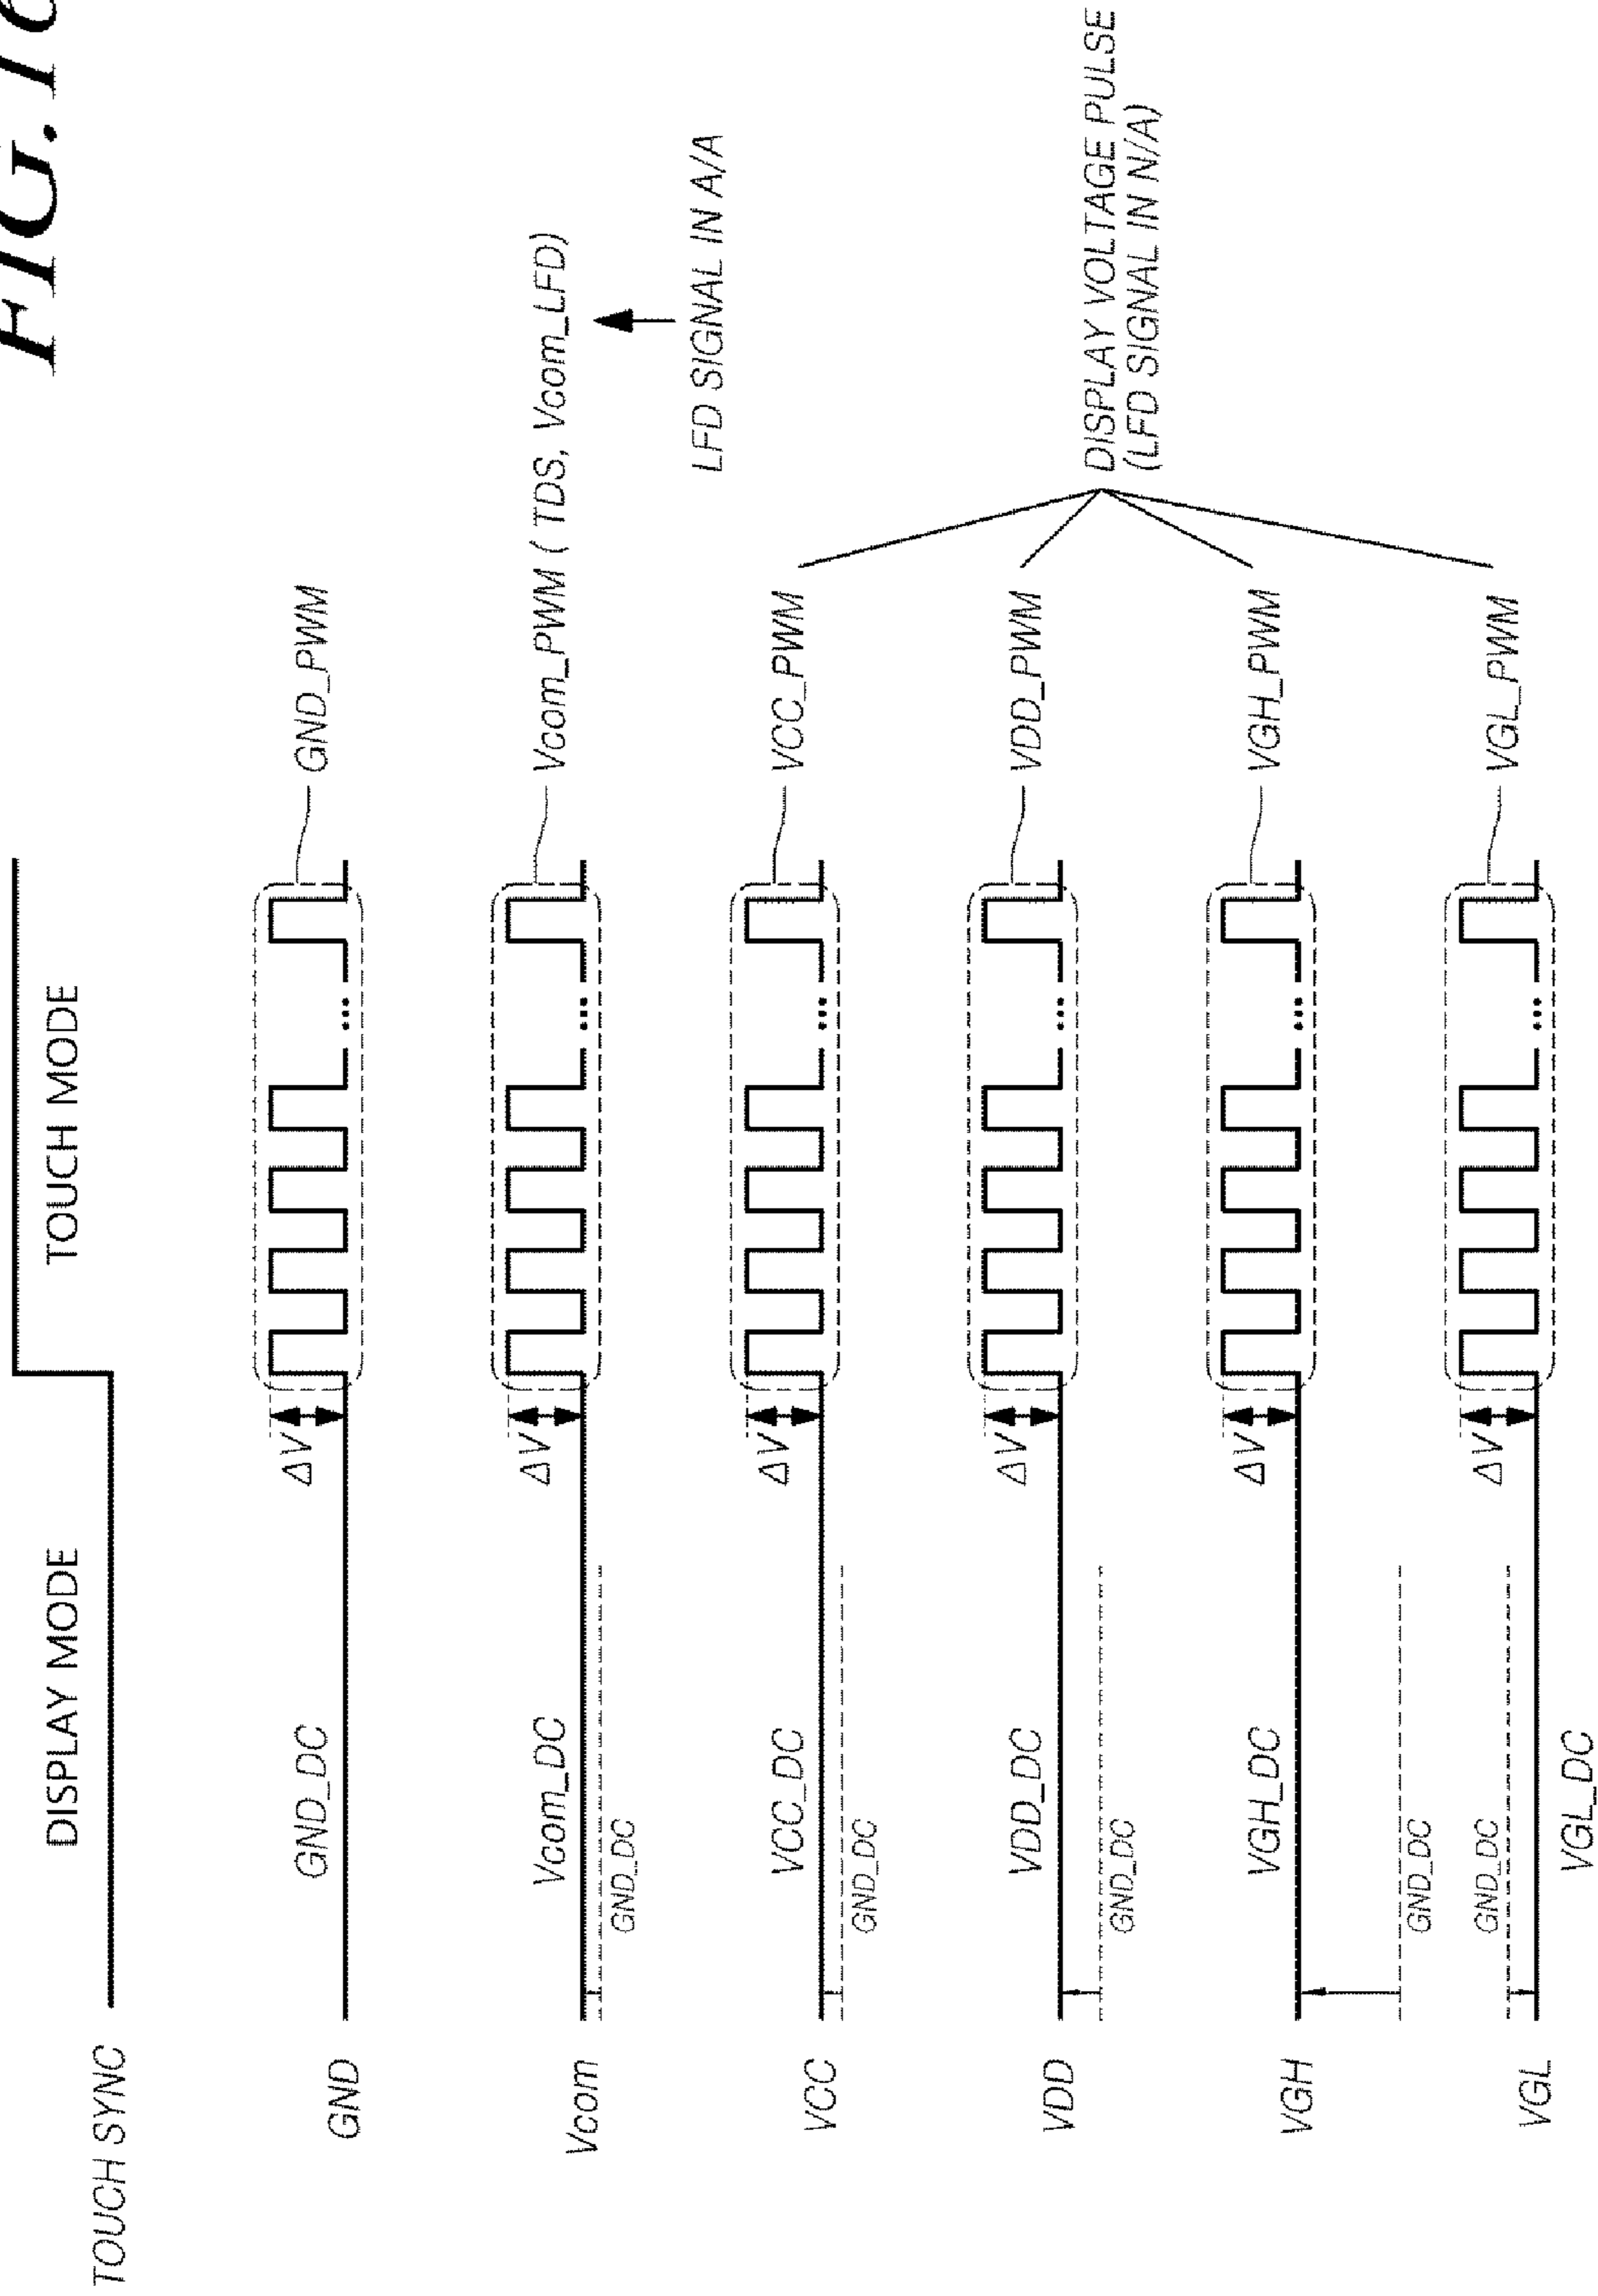 FIG.16
TOUCH SYNC
DISPLAY MODE
TOUCH MODE
GND
GND_DC
ΔV
GND_PWM
Vcom
Vcom_DC
GND_DC
ΔV
Vcom_PWM ( TDS, Vcom_LFD)
LFD SIGNAL IN A/A
VCC
VCC_DC
GND_DC
ΔV
VCC_PWM
VDD
VDD_DC
GND_DC
ΔV
VDD_PWM
DISPLAY VOLTAGE PULSE
(LFD SIGNAL IN N/A)
VGH
VGH_DC
GND_DC
ΔV
VGH_PWM
VGL
GND_DC
VGL_DC
ΔV
VGL_PWM